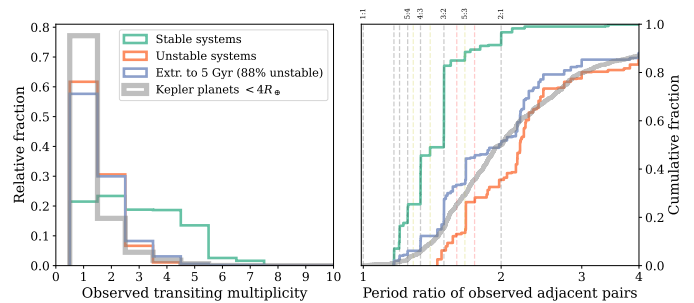 1:1
5:4
4:3
3:2
5:3
2:1
0.8
0.7
0.6
0.5
0.4
0.3
0.2
0.1
0.0
Relative fraction
Stable systems
Unstable systems
Extr. to 5 Gyr (88% unstable)
Kepler planets < 4R⊕
0 1 2 3 4 5 6 7 8 9 10
Observed transiting multiplicity
1.0
0.8
0.6
0.4
0.2
0.0
Cumulative fraction
1 2 3 4
Period ratio of observed adjacent pairs